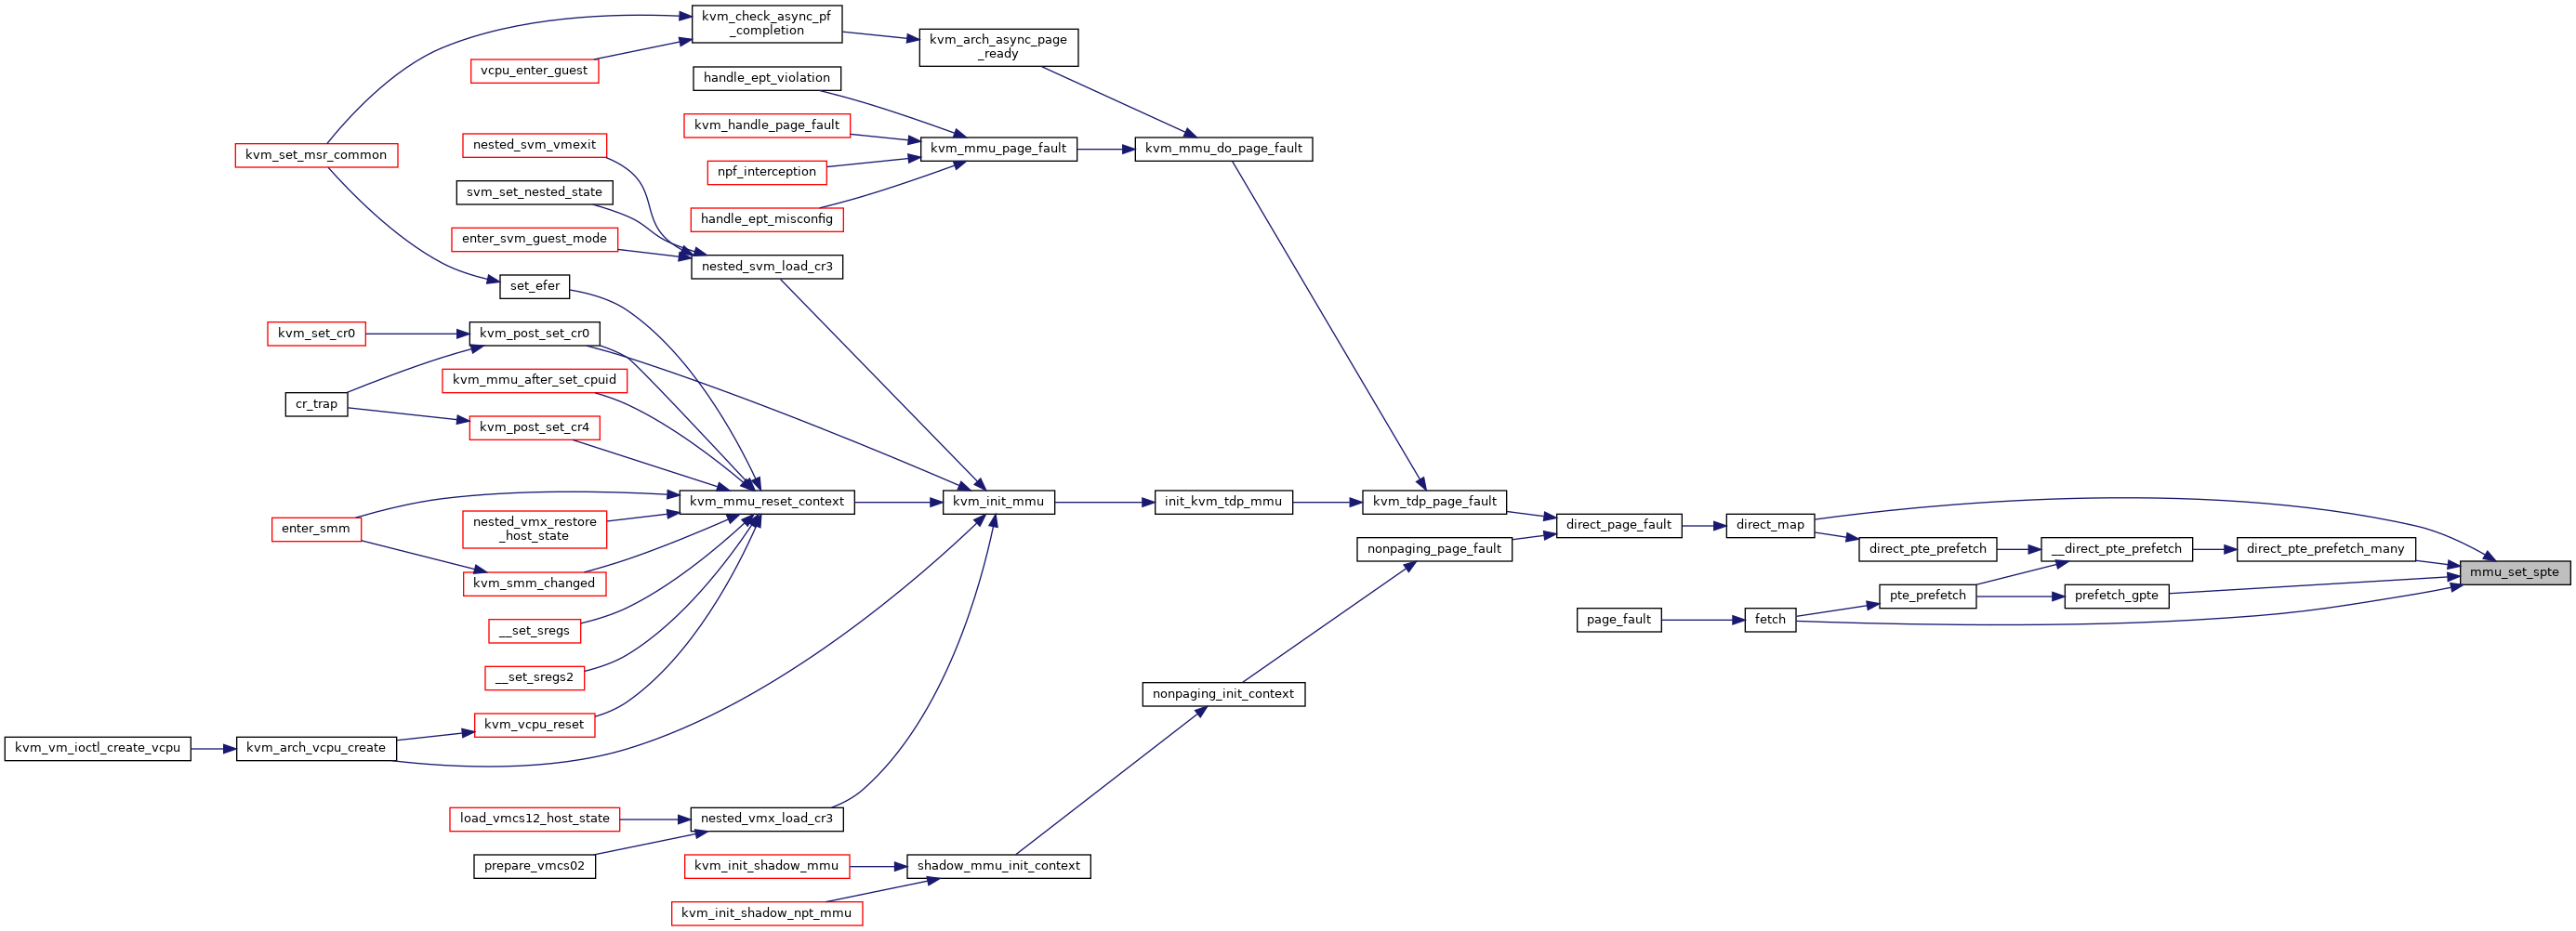 kvm_check_async_pf
_completion
kvm_arch_async_page
_ready
vcpu_enter_guest
handle_ept_violation
kvm_handle_page_fault
nested_svm_vmexit
kvm_set_msr_common
kvm_mmu_page_fault
kvm_mmu_do_page_fault
npf_interception
svm_set_nested_state
handle_ept_misconfig
enter_svm_guest_mode
nested_svm_load_cr3
set_efer
kvm_set_cr0
kvm_post_set_cr0
kvm_mmu_after_set_cpuid
cr_trap
kvm_post_set_cr4
kvm_mmu_reset_context
kvm_init_mmu
init_kvm_tdp_mmu
kvm_tdp_page_fault
enter_smm
nested_vmx_restore
_host_state
direct_page_fault
direct_map
nonpaging_page_fault
direct_pte_prefetch
__direct_pte_prefetch
direct_pte_prefetch_many
mmu_set_spte
kvm_smm_changed
pte_prefetch
prefetch_gpte
page_fault
fetch
__set_sregs
__set_sregs2
nonpaging_init_context
kvm_vcpu_reset
kvm_vm_ioctl_create_vcpu
kvm_arch_vcpu_create
load_vmcs12_host_state
nested_vmx_load_cr3
prepare_vmcs02
kvm_init_shadow_mmu
shadow_mmu_init_context
kvm_init_shadow_npt_mmu